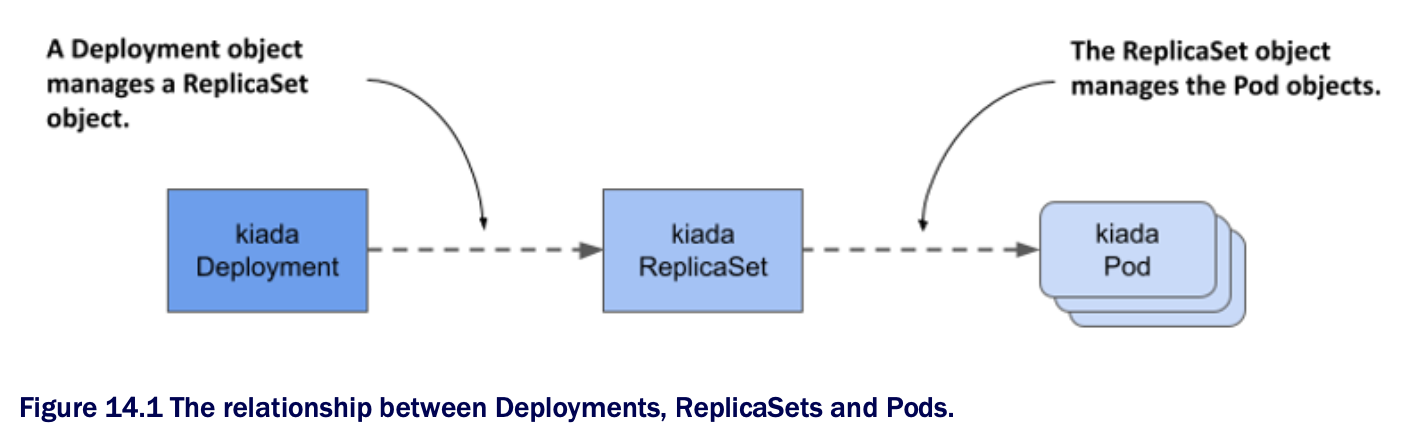 A Deployment object
manages a ReplicaSet
object.
The ReplicaSet object
manages the Pod objects.
kiada
Deployment
kiada
ReplicaSet
kiada
Pod
Figure 14.1 The relationship between Deployments, ReplicaSets and Pods.